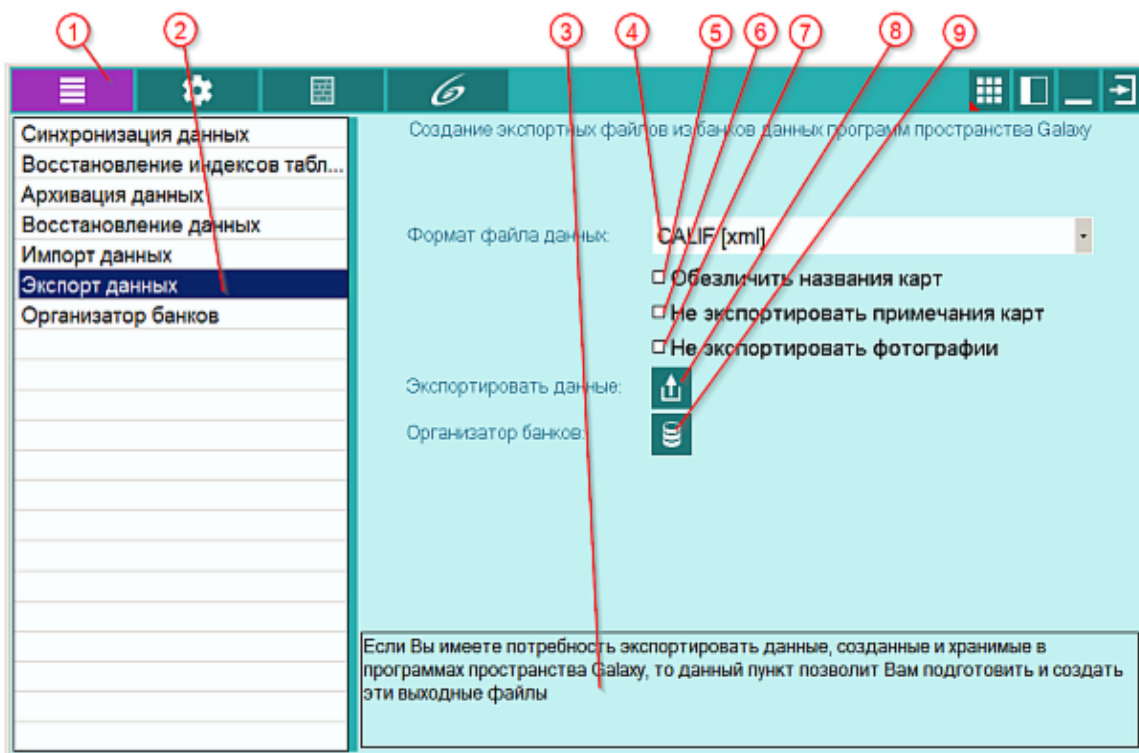 1 2 3 4 5 6 7 8 9
Синхронизация данных
Восстановление индексов табл...
Архивация данных
Восстановление данных
Импорт данных
Экспорт данных
Организатор банков
Создание экспортных файлов из банков данных программ пространства Galaxy
Формат файла данных: CALIF [xml]
Обезличить названия карт
Не экспортировать примечания карт
Не экспортировать фотографии
Экспортировать данные:
Организатор банков:
Если Вы имеете потребность экспортировать данные, созданные и хранимые в
программах пространства Galaxy, то данный пункт позволит Вам подготовить и создать
эти выходные файлы